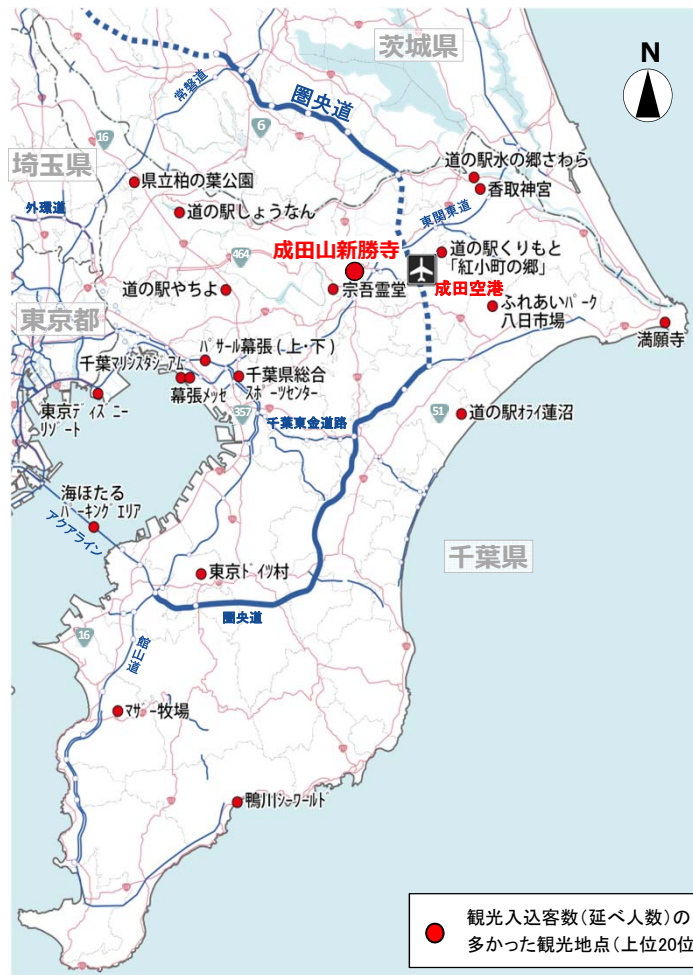 茨城県
N
常磐道
圏央道
16
6
埼玉県
道の駅水の郷さわら
県立柏の葉公園
香取神宮
外環道
道の駅しょうなん
東関東道
成田山新勝寺
道の駅くりもと
「紅小町の郷」
464
成田空港
道の駅やちよ
宗吾霊堂
ふれあいパーク
八日市場
東京都
満願寺
千葉マリンスタジアム
パサール幕張(上・下)
幕張メッセ
千葉県総合
スポーツセンター
東京ディズニー
リゾート
357
千葉東金道路
51
道の駅オライ蓮沼
海ほたる
パーキングエリア
アクアライン
千葉県
東京ドイツ村
圏央道
16
館山道
マザー牧場
鴨川シーワールド
観光入込客数(延べ人数)の
多かった観光地点(上位20位